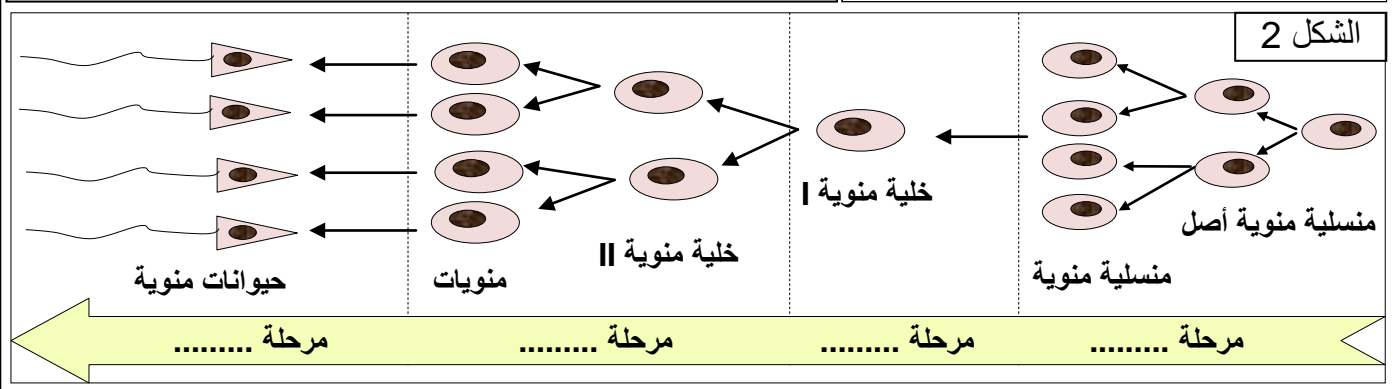 الشكل 2
منسلية منوية أصل
منسلية منوية
خلية منوية I
خلية منوية II
منويات
حيوانات منوية
مرحلة .........
مرحلة .........
مرحلة .........
مرحلة .........